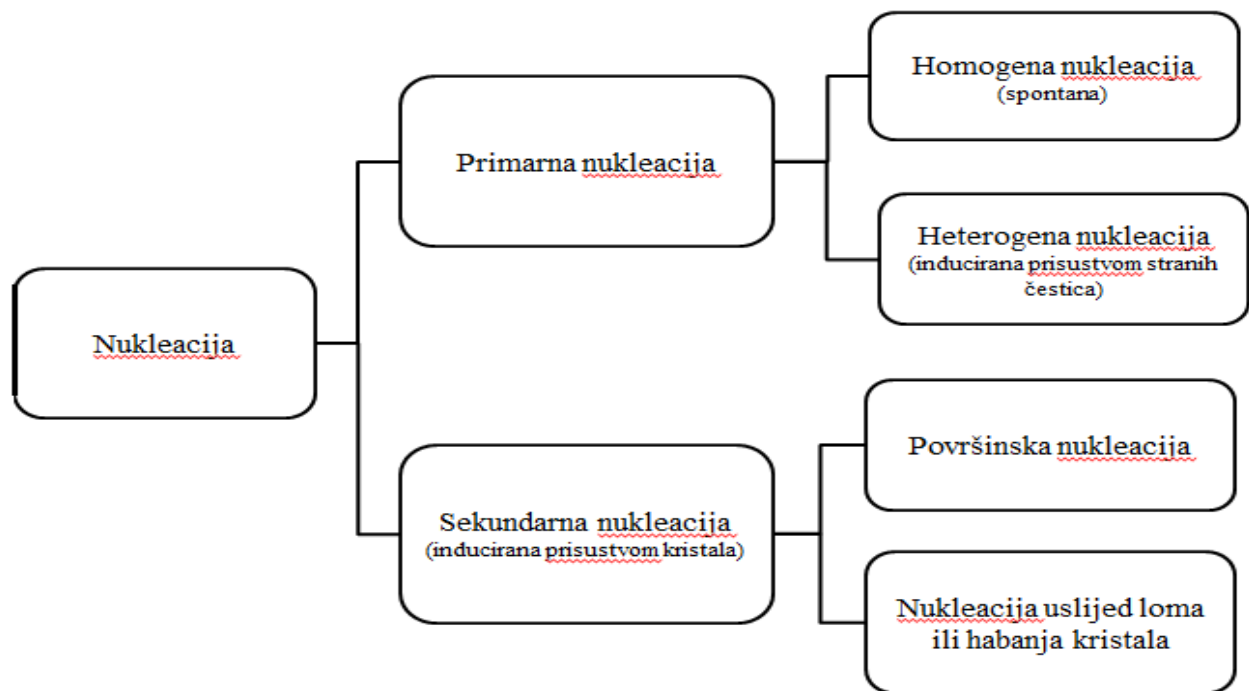 Nukleacija
Primarna nukleacija
Homogena nukleacija
(spontana)
Heterogena nukleacija
(inducirana prisustvom stranih
čestica)
Sekundarna nukleacija
(inducirana prisustvom kristala)
Površinska nukleacija
Nukleacija uslijed loma
ili habanja kristala